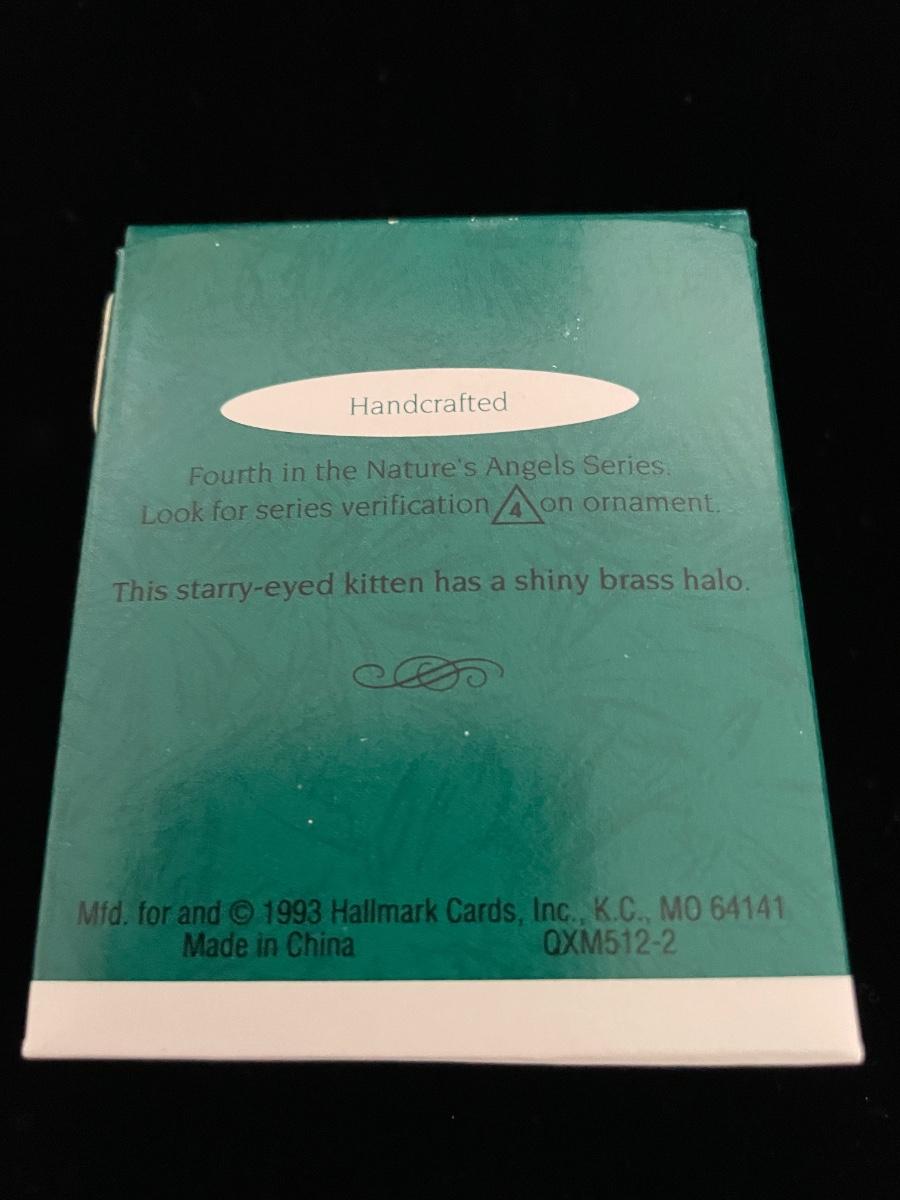 Handcrafted
Fourth in the Nature's Angels Series.
Look for series verification 4 on ornament.
This starry-eyed kitten has a shiny brass halo.
Mfd. for and © 1993 Hallmark Cards, Inc., K.C., MO 64141
Made in China QXM512-2